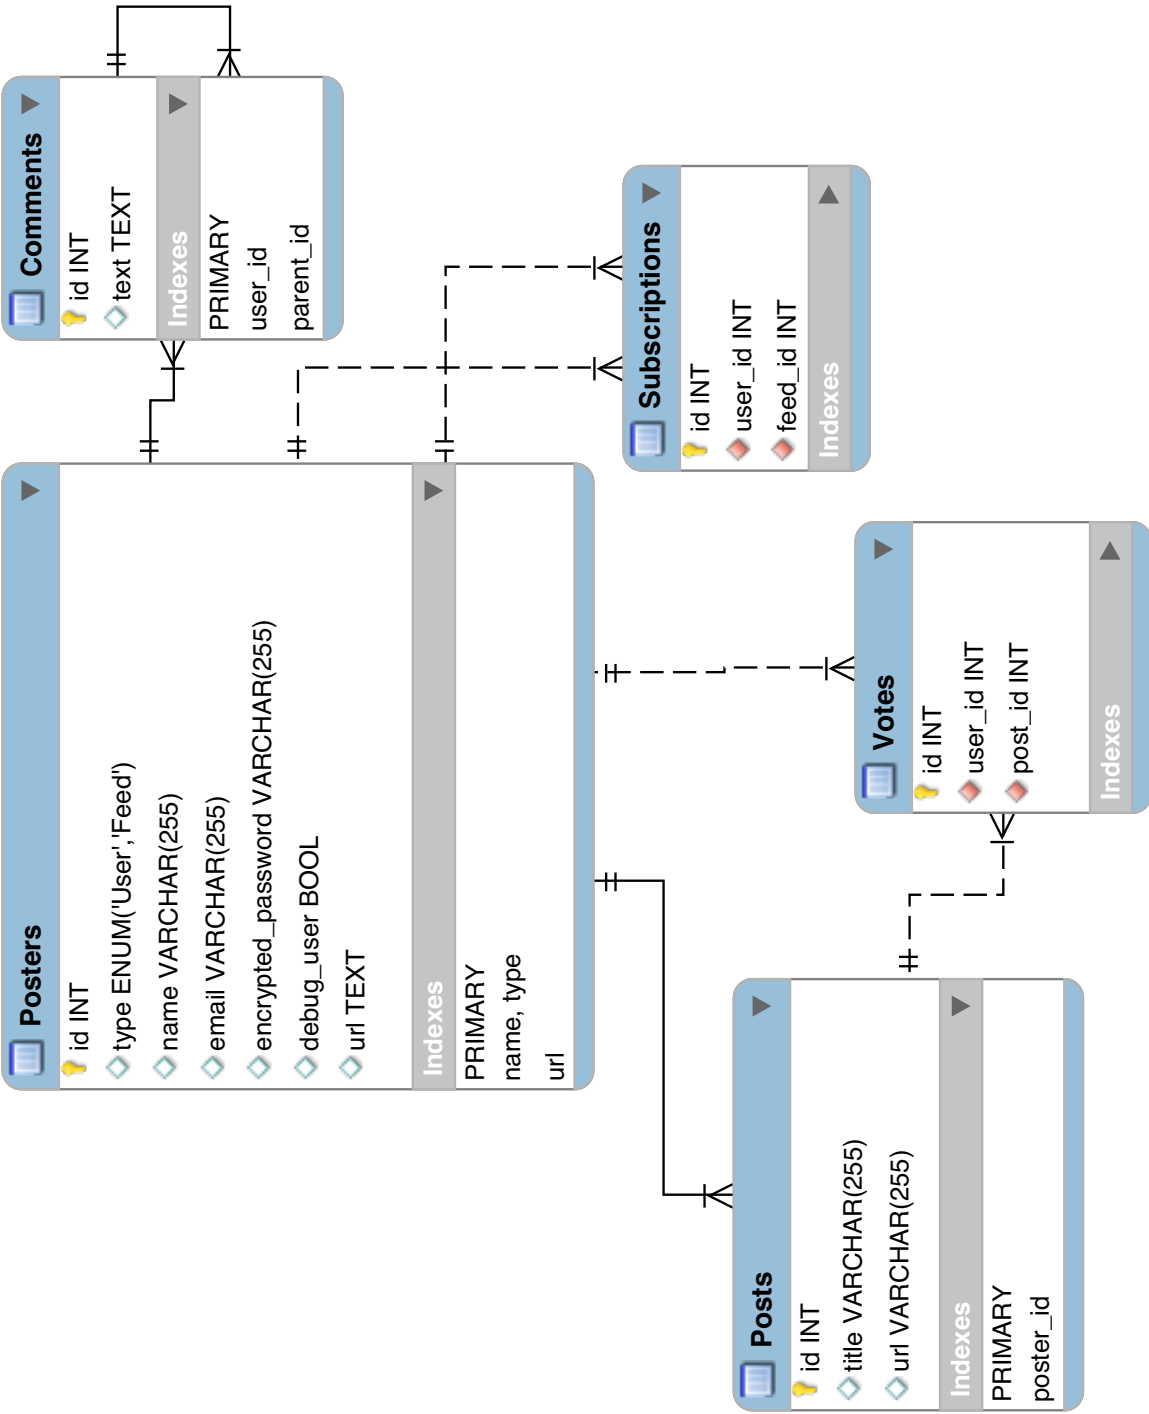 Comments
id INT
text TEXT
Indexes
PRIMARY
user_id
parent_id
Posters
id INT
type ENUM('User','Feed')
name VARCHAR(255)
email VARCHAR(255)
encrypted_password VARCHAR(255)
debug_user BOOL
url TEXT
Indexes
PRIMARY
name, type
url
Subscriptions
id INT
user_id INT
feed_id INT
Indexes
Votes
id INT
user_id INT
post_id INT
Indexes
Posts
id INT
title VARCHAR(255)
url VARCHAR(255)
Indexes
PRIMARY
poster_id